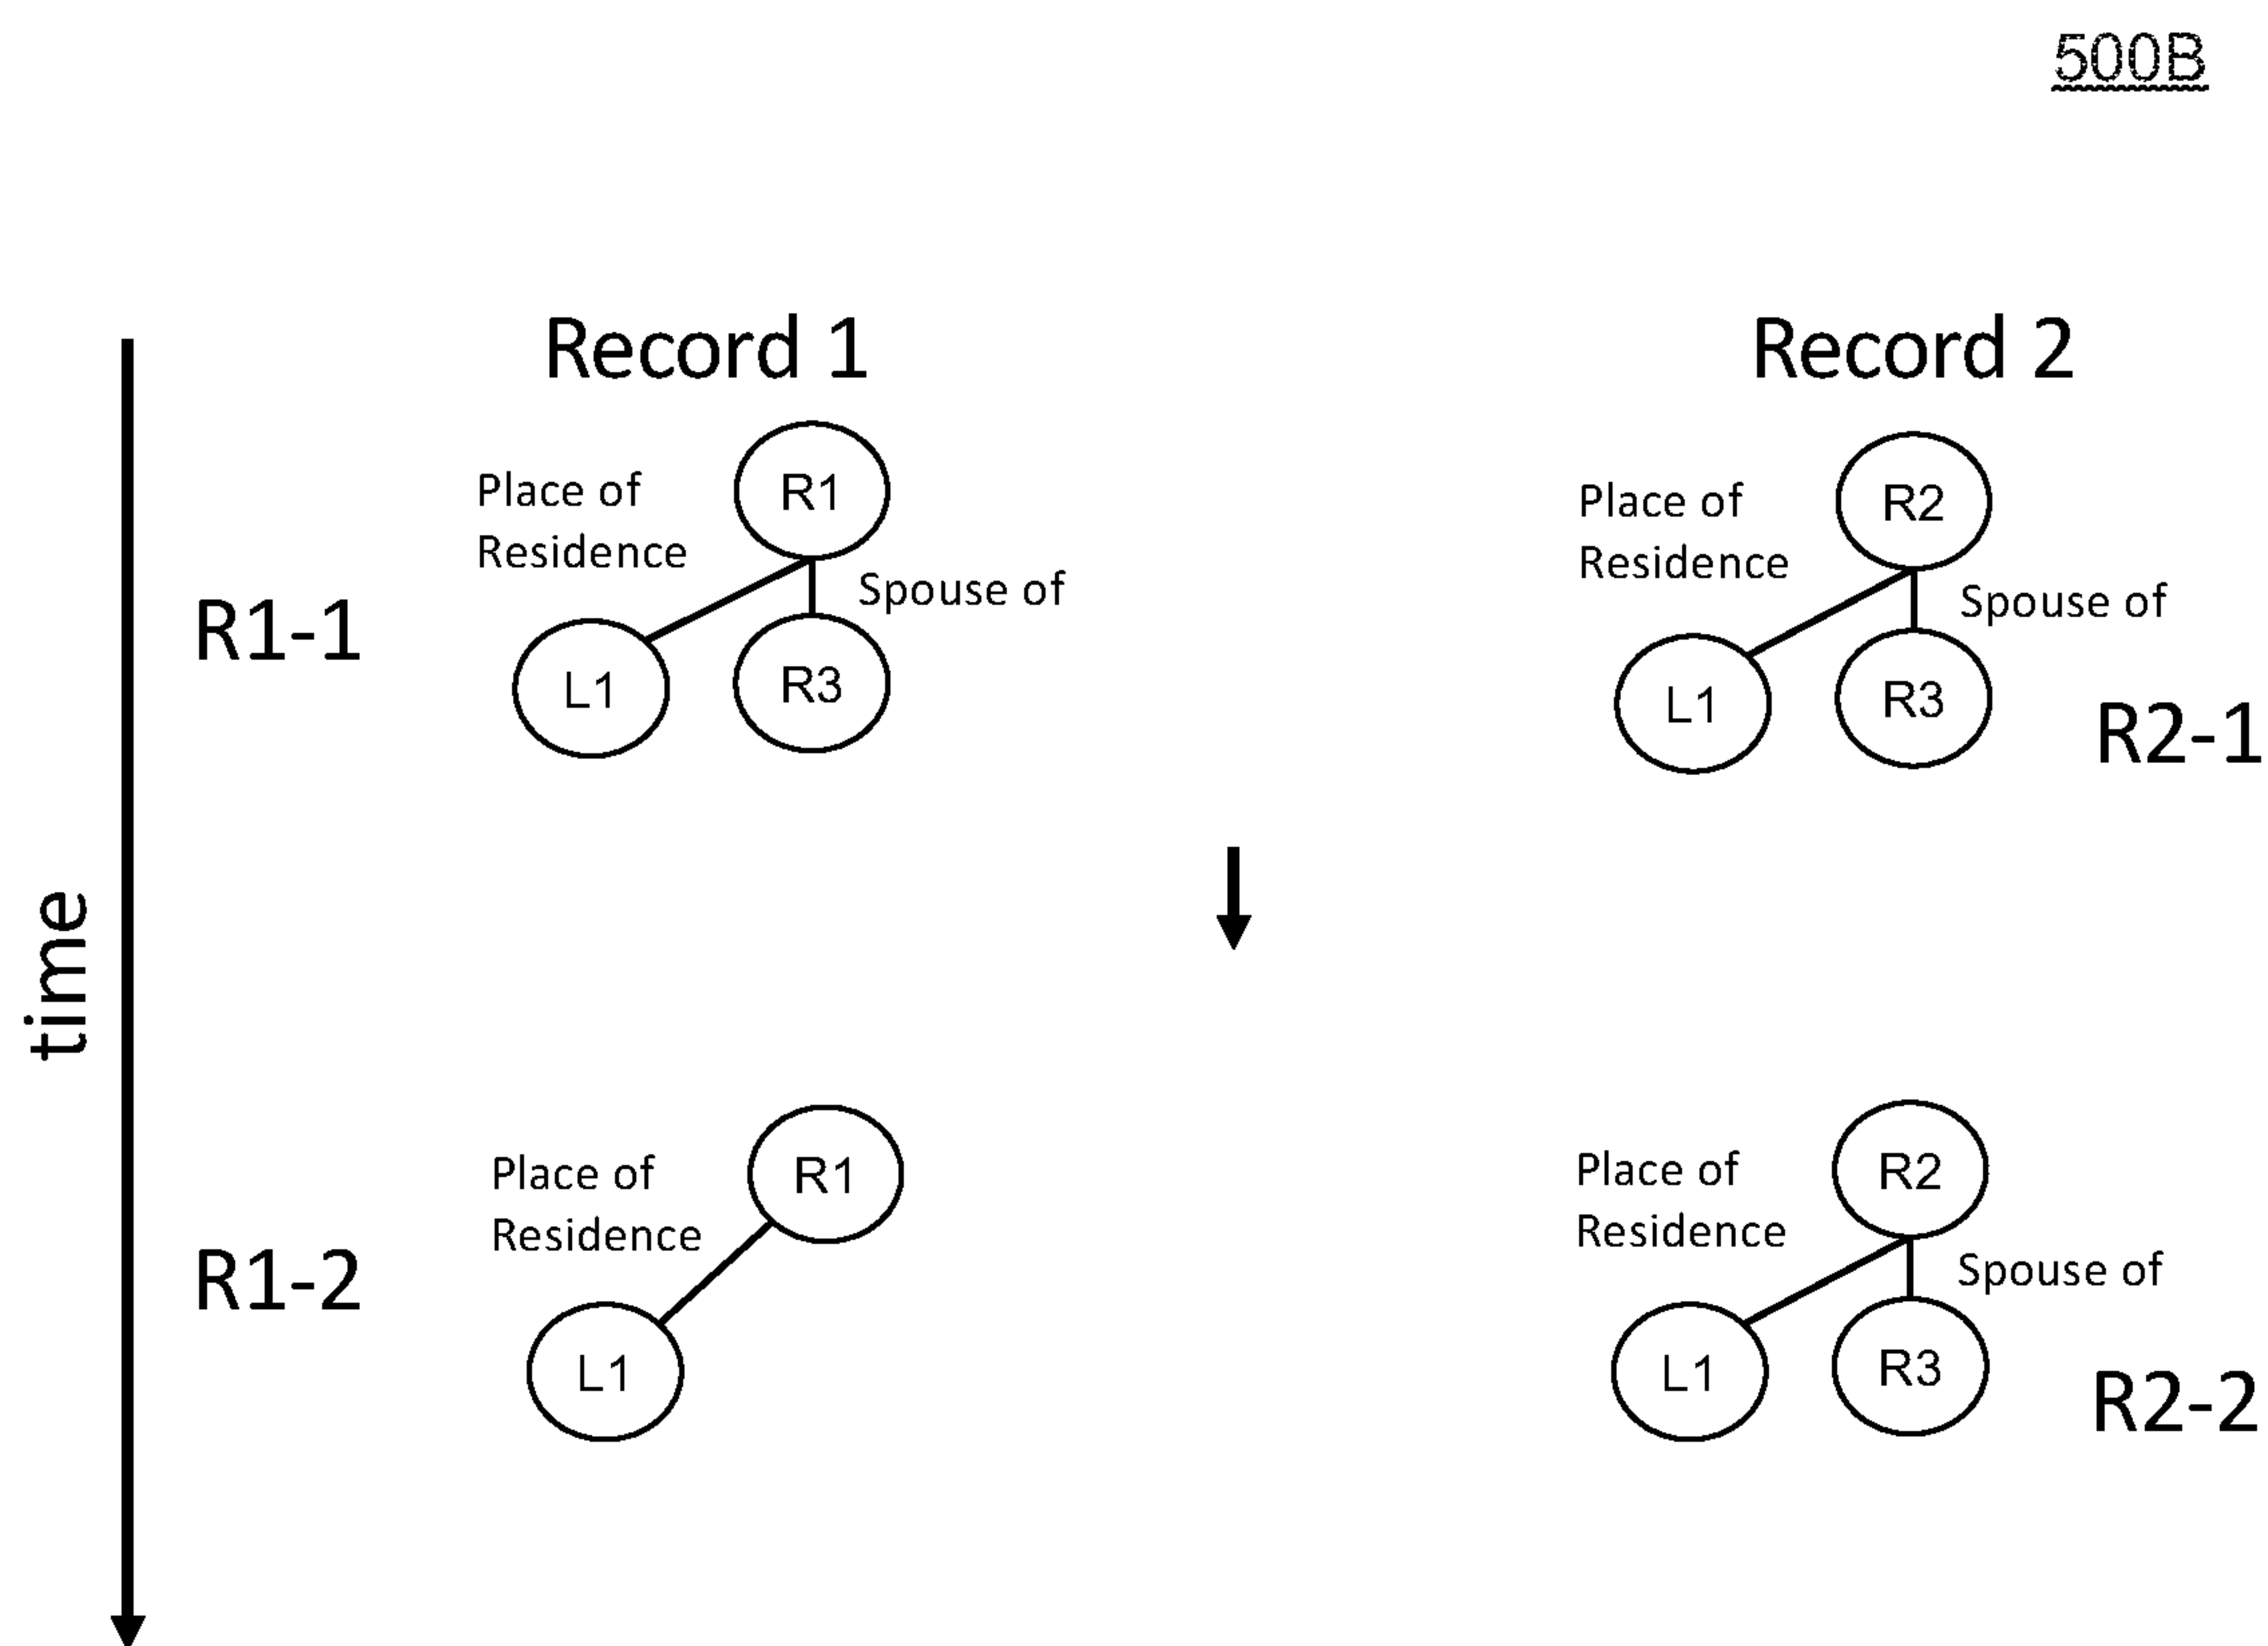 500B
Record 1
Record 2
Place of
Residence
R1
Spouse of
R1-1
L1
R3
Place of
Residence
R2
Spouse of
L1
R3
R2-1
time
Place of
Residence
R1
R1-2
L1
Place of
Residence
R2
Spouse of
L1
R3
R2-2